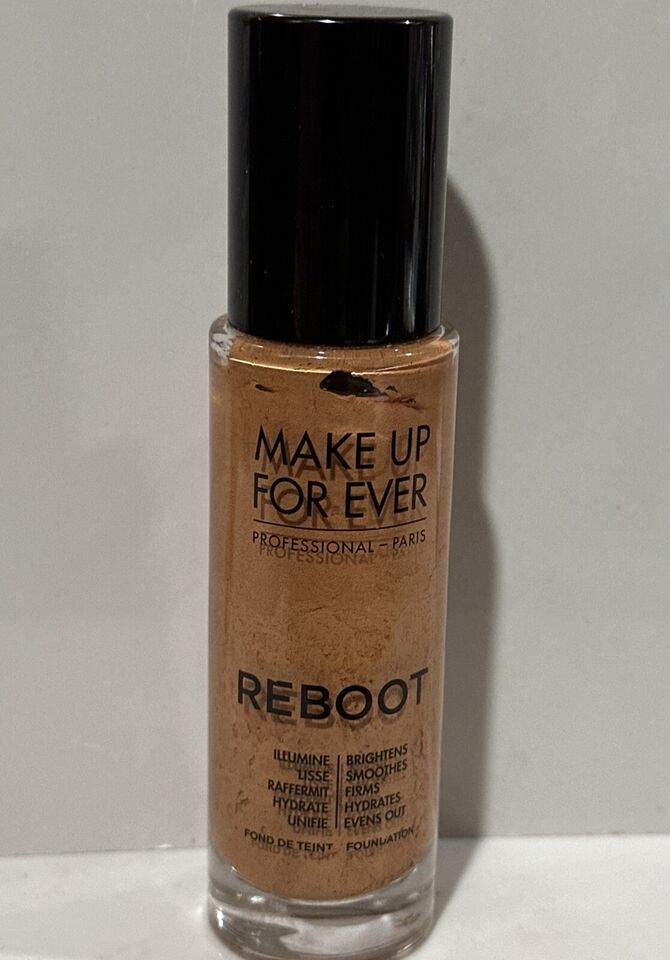 MAKE UP
FOR EVER
PROFESSIONAL – PARIS
REBOOT
ILLUMINE | BRIGHTENS
LISSE | SMOOTHES
RAFFERMIT | FIRMS
HYDRATE | HYDRATES
UNIFIE | EVENS OUT
FOND DE TEINT FOUNDATION